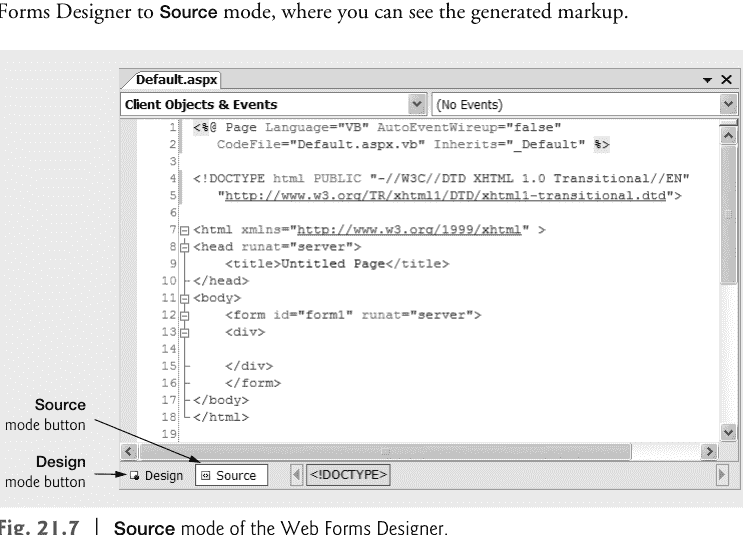 Forms Designer to Source mode, where you can see the generated markup.
Default.aspx
Client Objects & Events (No Events)
1 <%@ Page Language="VB" AutoEventWireup="false"
2 CodeFile="Default.aspx.vb" Inherits="_Default" %>
3
4 <!DOCTYPE html PUBLIC "-//W3C//DTD XHTML 1.0 Transitional//EN"
5 "http://www.w3.org/TR/xhtml1/DTD/xhtml1-transitional.dtd">
6
7 <html xmlns="http://www.w3.org/1999/xhtml" >
8 <head runat="server">
9 <title>Untitled Page</title>
10 </head>
11 <body>
12 <form id="form1" runat="server">
13 <div>
14
15 </div>
16 </form>
17 </body>
18 </html>
19
Source
mode button
Design
mode button
Design Source <!DOCTYPE>
Fig. 21.7 | Source mode of the Web Forms Designer.